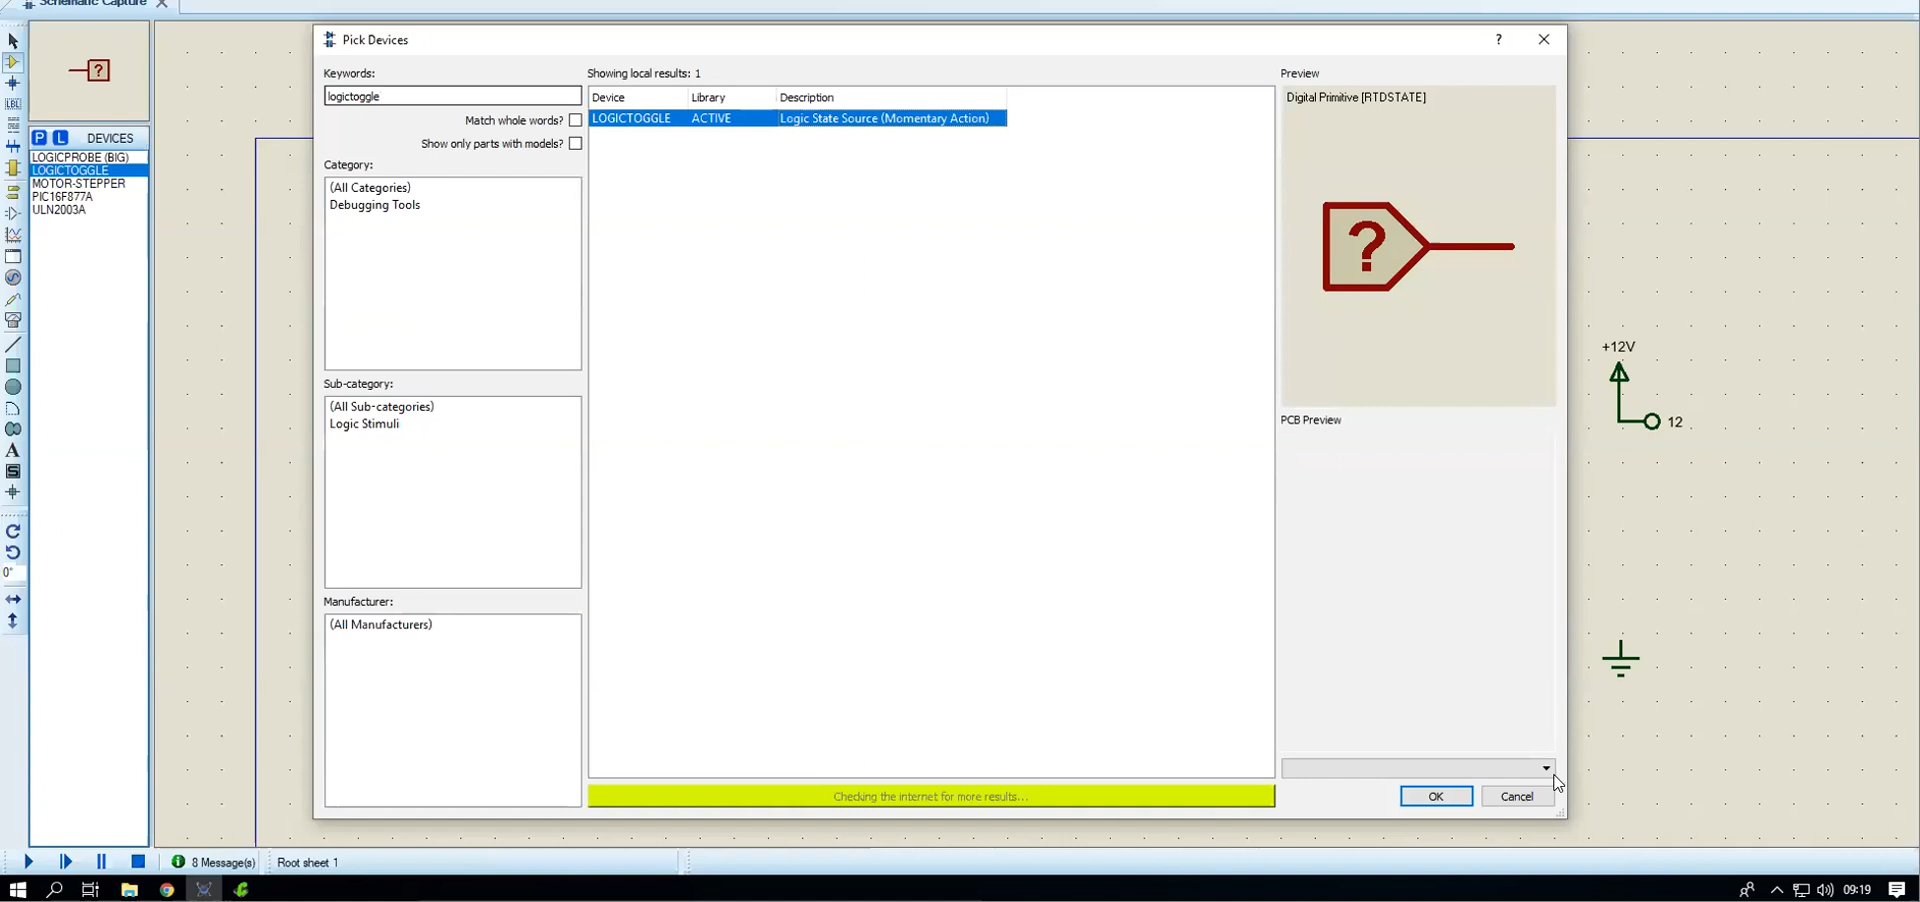 Schematic Capture
Pick Devices
?
Keywords:
logictoggle
Match whole words?
Show only parts with models?
Category:
(All Categories)
Debugging Tools
Sub-category:
(All Sub-categories)
Logic Stimuli
Manufacturer:
(All Manufacturers)
Showing local results: 1
Device Library Description
LOGICTOGGLE ACTIVE Logic State Source (Momentary Action)
Checking the internet for more results...
Preview
Digital Primitive [RTDSTATE]
?
PCB Preview
OK Cancel
?
P L DEVICES
LOGICPROBE (BIG)
LOGICTOGGLE
MOTOR-STEPPER
PIC16F877A
ULN2003A
LBL
A
S
0°
+12V
12
8 Message(s) Root sheet 1
09:19